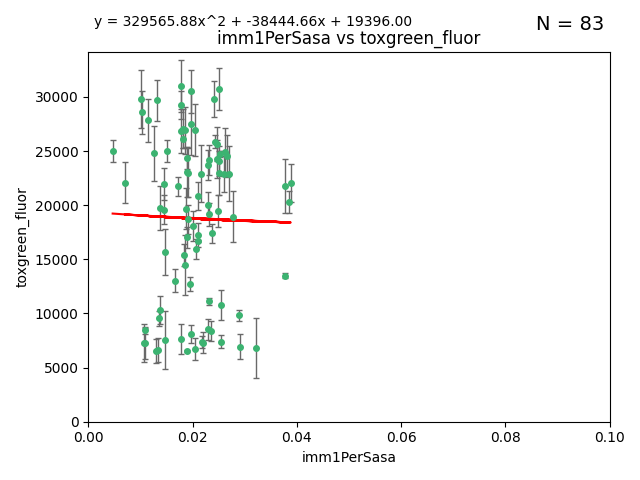 y = 329565.88x^2 + -38444.66x + 19396.00
N = 83
imm1PerSasa vs toxgreen_fluor
toxgreen_fluor
30000
25000
20000
15000
10000
5000
0
0.00 0.02 0.04 0.06 0.08 0.10
imm1PerSasa